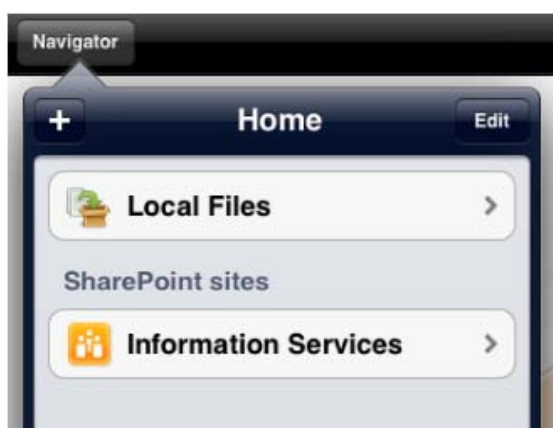 Navigator
+ Home Edit
Local Files
SharePoint sites
Information Services